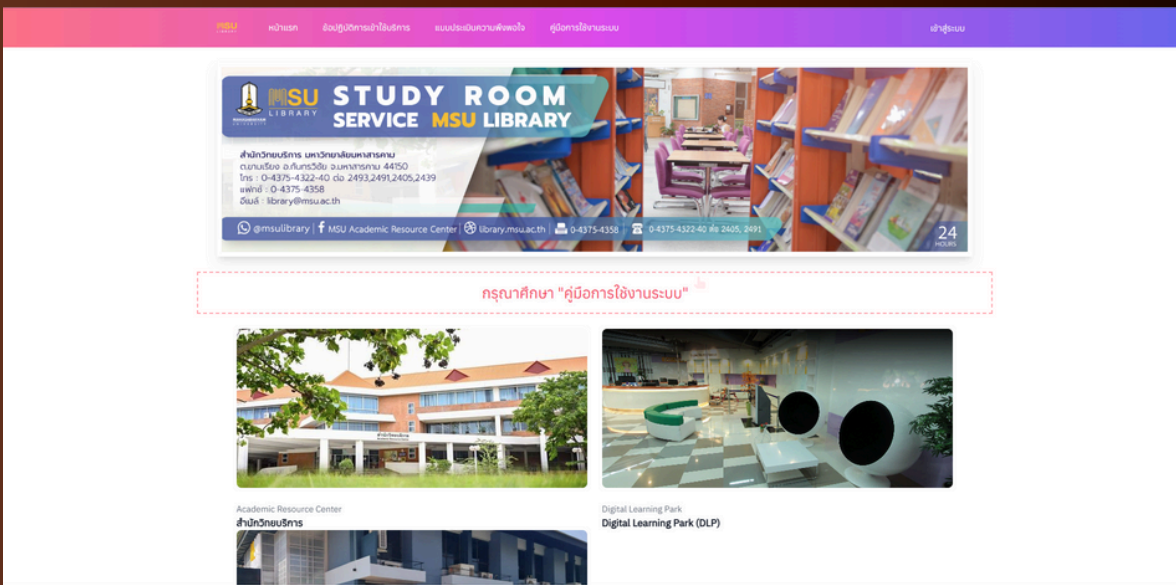 MSU
LIBRARY
หน้าแรก
ข้อปฏิบัติการเข้าใช้บริการ
แบบประเมินความพึงพอใจ
คู่มือการใช้งานระบบ
เข้าสู่ระบบ
MSU
LIBRARY
STUDY ROOM
SERVICE MSU LIBRARY
สำนักวิทยบริการ มหาวิทยาลัยมหาสารคาม
ต.ขามเรียง อ.กันทรวิชัย จ.มหาสารคาม 44150
โทร : 0-4375-4322-40 ต่อ 2493,2491,2405,2439
แฟกซ์ : 0-4375-4358
อีเมล์ : library@msu.ac.th
@msulibrary | MSU Academic Resource Center | library.msu.ac.th | 0-4375-4358 | 0-4375-4322-40 ต่อ 2405, 2491
24
HOURS
กรุณาศึกษา "คู่มือการใช้งานระบบ"
Academic Resource Center
สำนักวิทยบริการ
Digital Learning Park
Digital Learning Park (DLP)